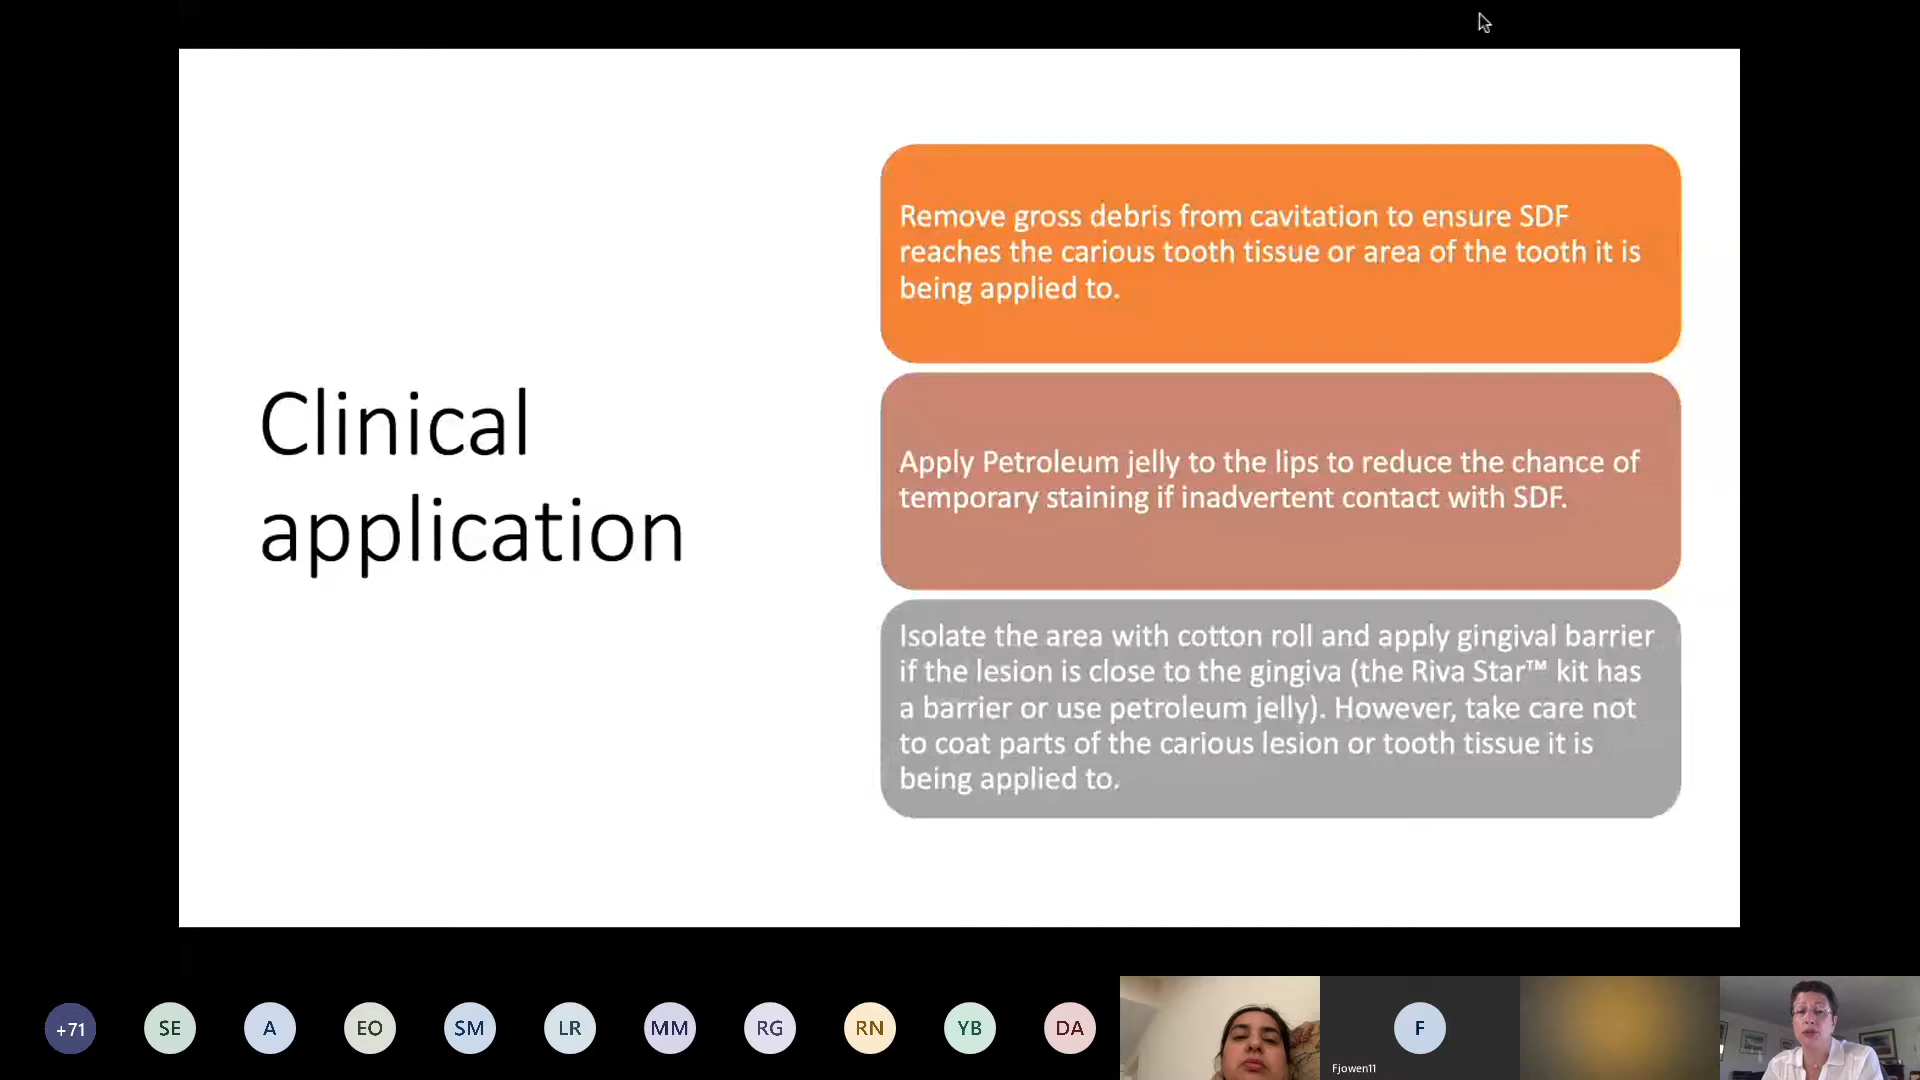 Clinical
application
Remove gross debris from cavitation to ensure SDF
reaches the carious tooth tissue or area of the tooth it is
being applied to.
Apply Petroleum jelly to the lips to reduce the chance of
temporary staining if inadvertent contact with SDF.
Isolate the area with cotton roll and apply gingival barrier
if the lesion is close to the gingiva (the Riva Star™ kit has
a barrier or use petroleum jelly). However, take care not
to coat parts of the carious lesion or tooth tissue it is
being applied to.
+71
SE
A
EO
SM
LR
MM
RG
RN
YB
DA
F
Fjowen11